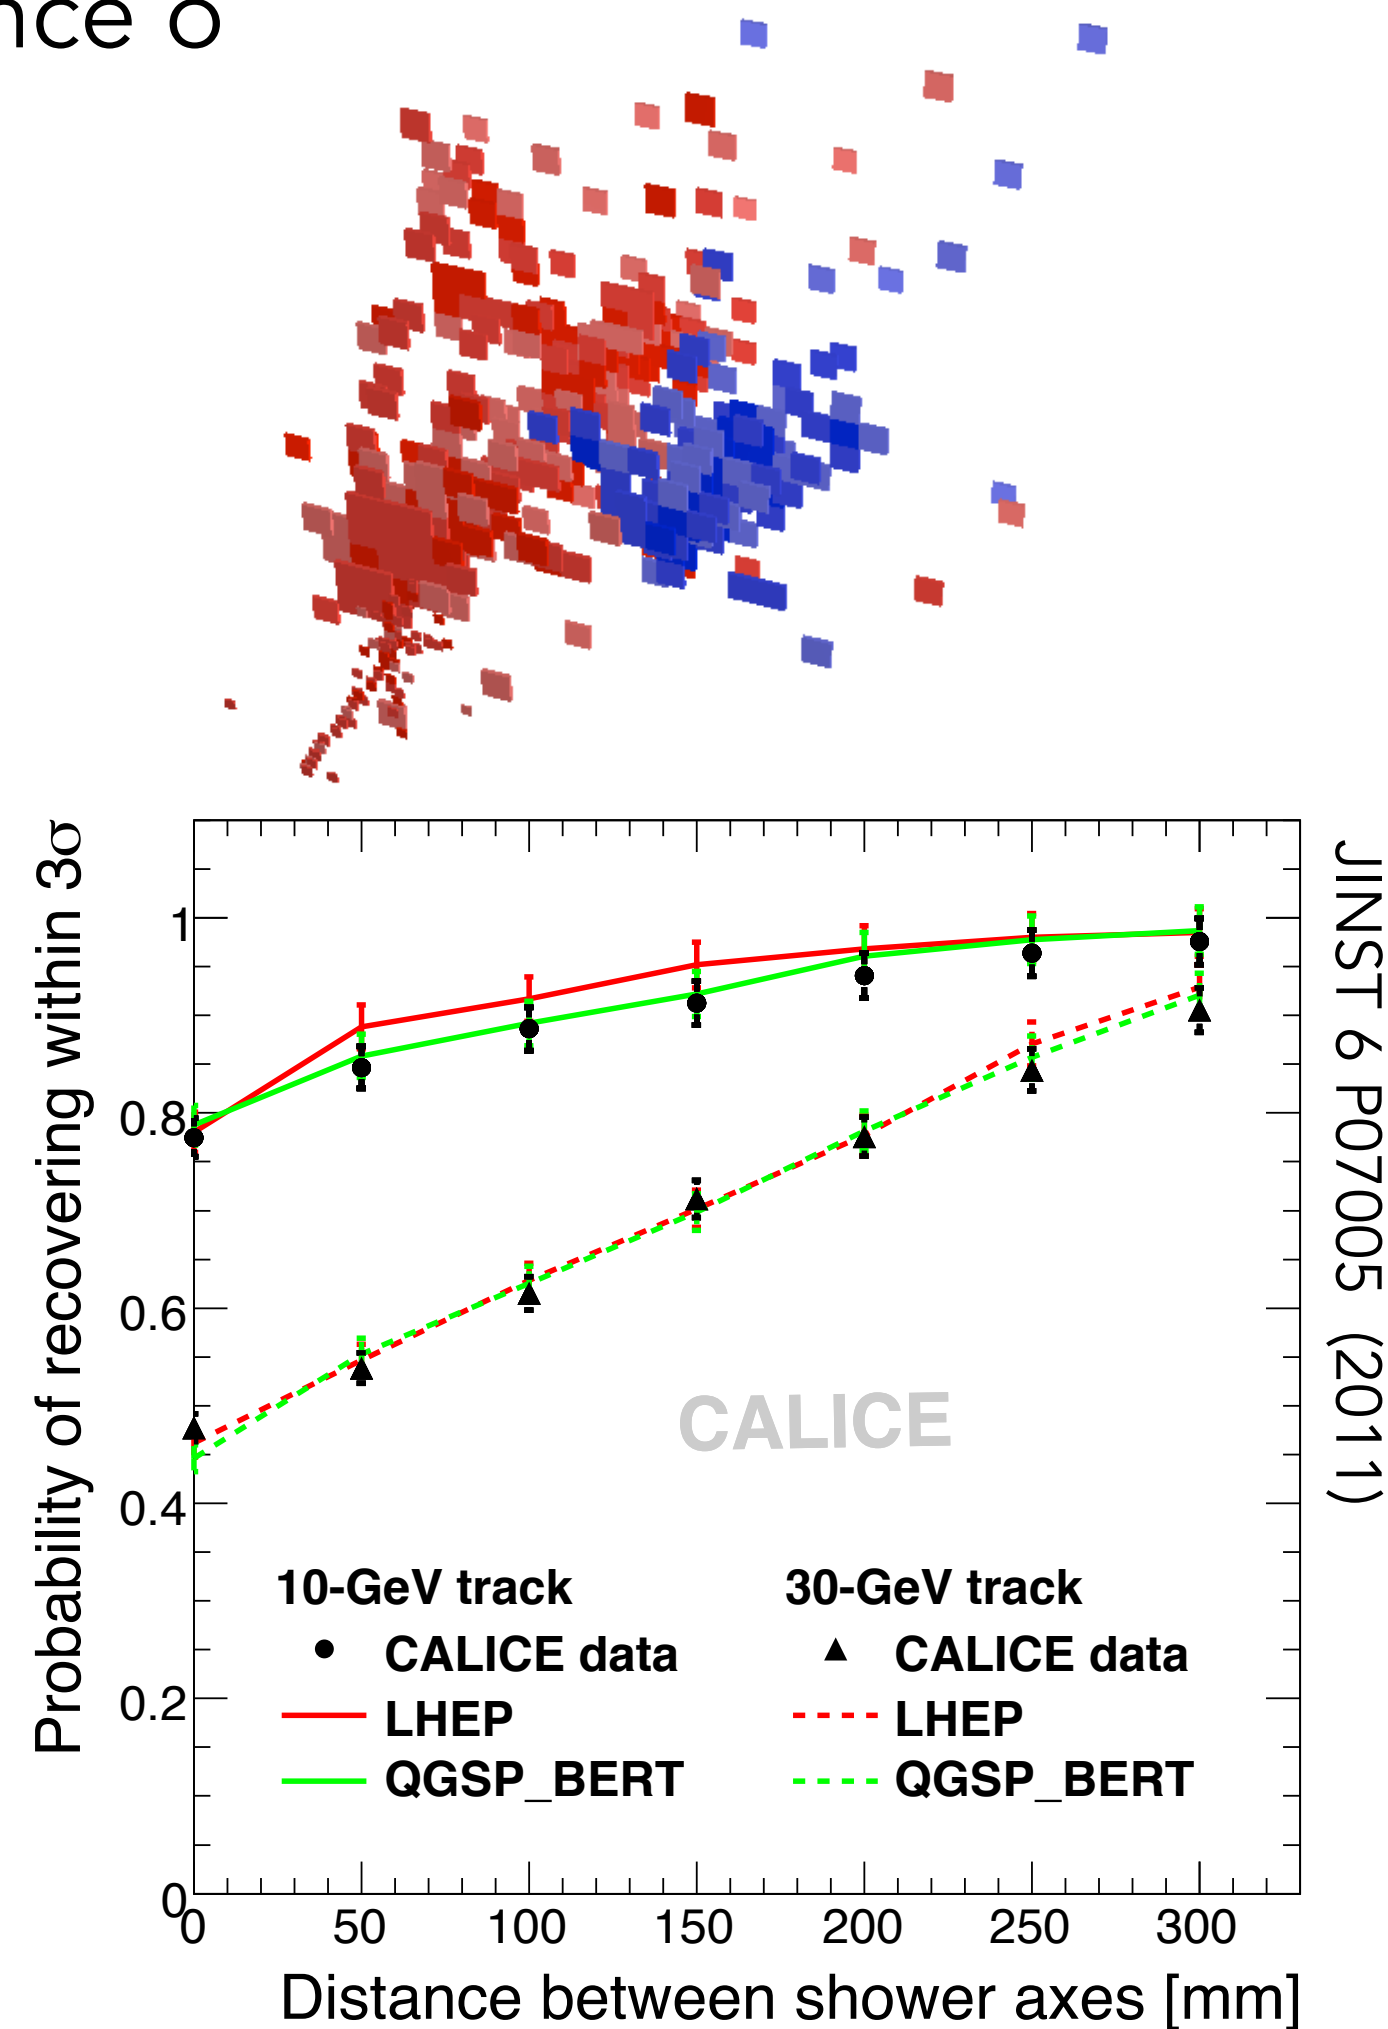 nce o
Probability of recovering within 3σ
1
0.8
0.6
0.4
0.2
0
0 50 100 150 200 250 300
Distance between shower axes [mm]
CALICE
10-GeV track
CALICE data
LHEP
QGSP_BERT
30-GeV track
CALICE data
LHEP
QGSP_BERT
JINST 6 P07005 (2011)